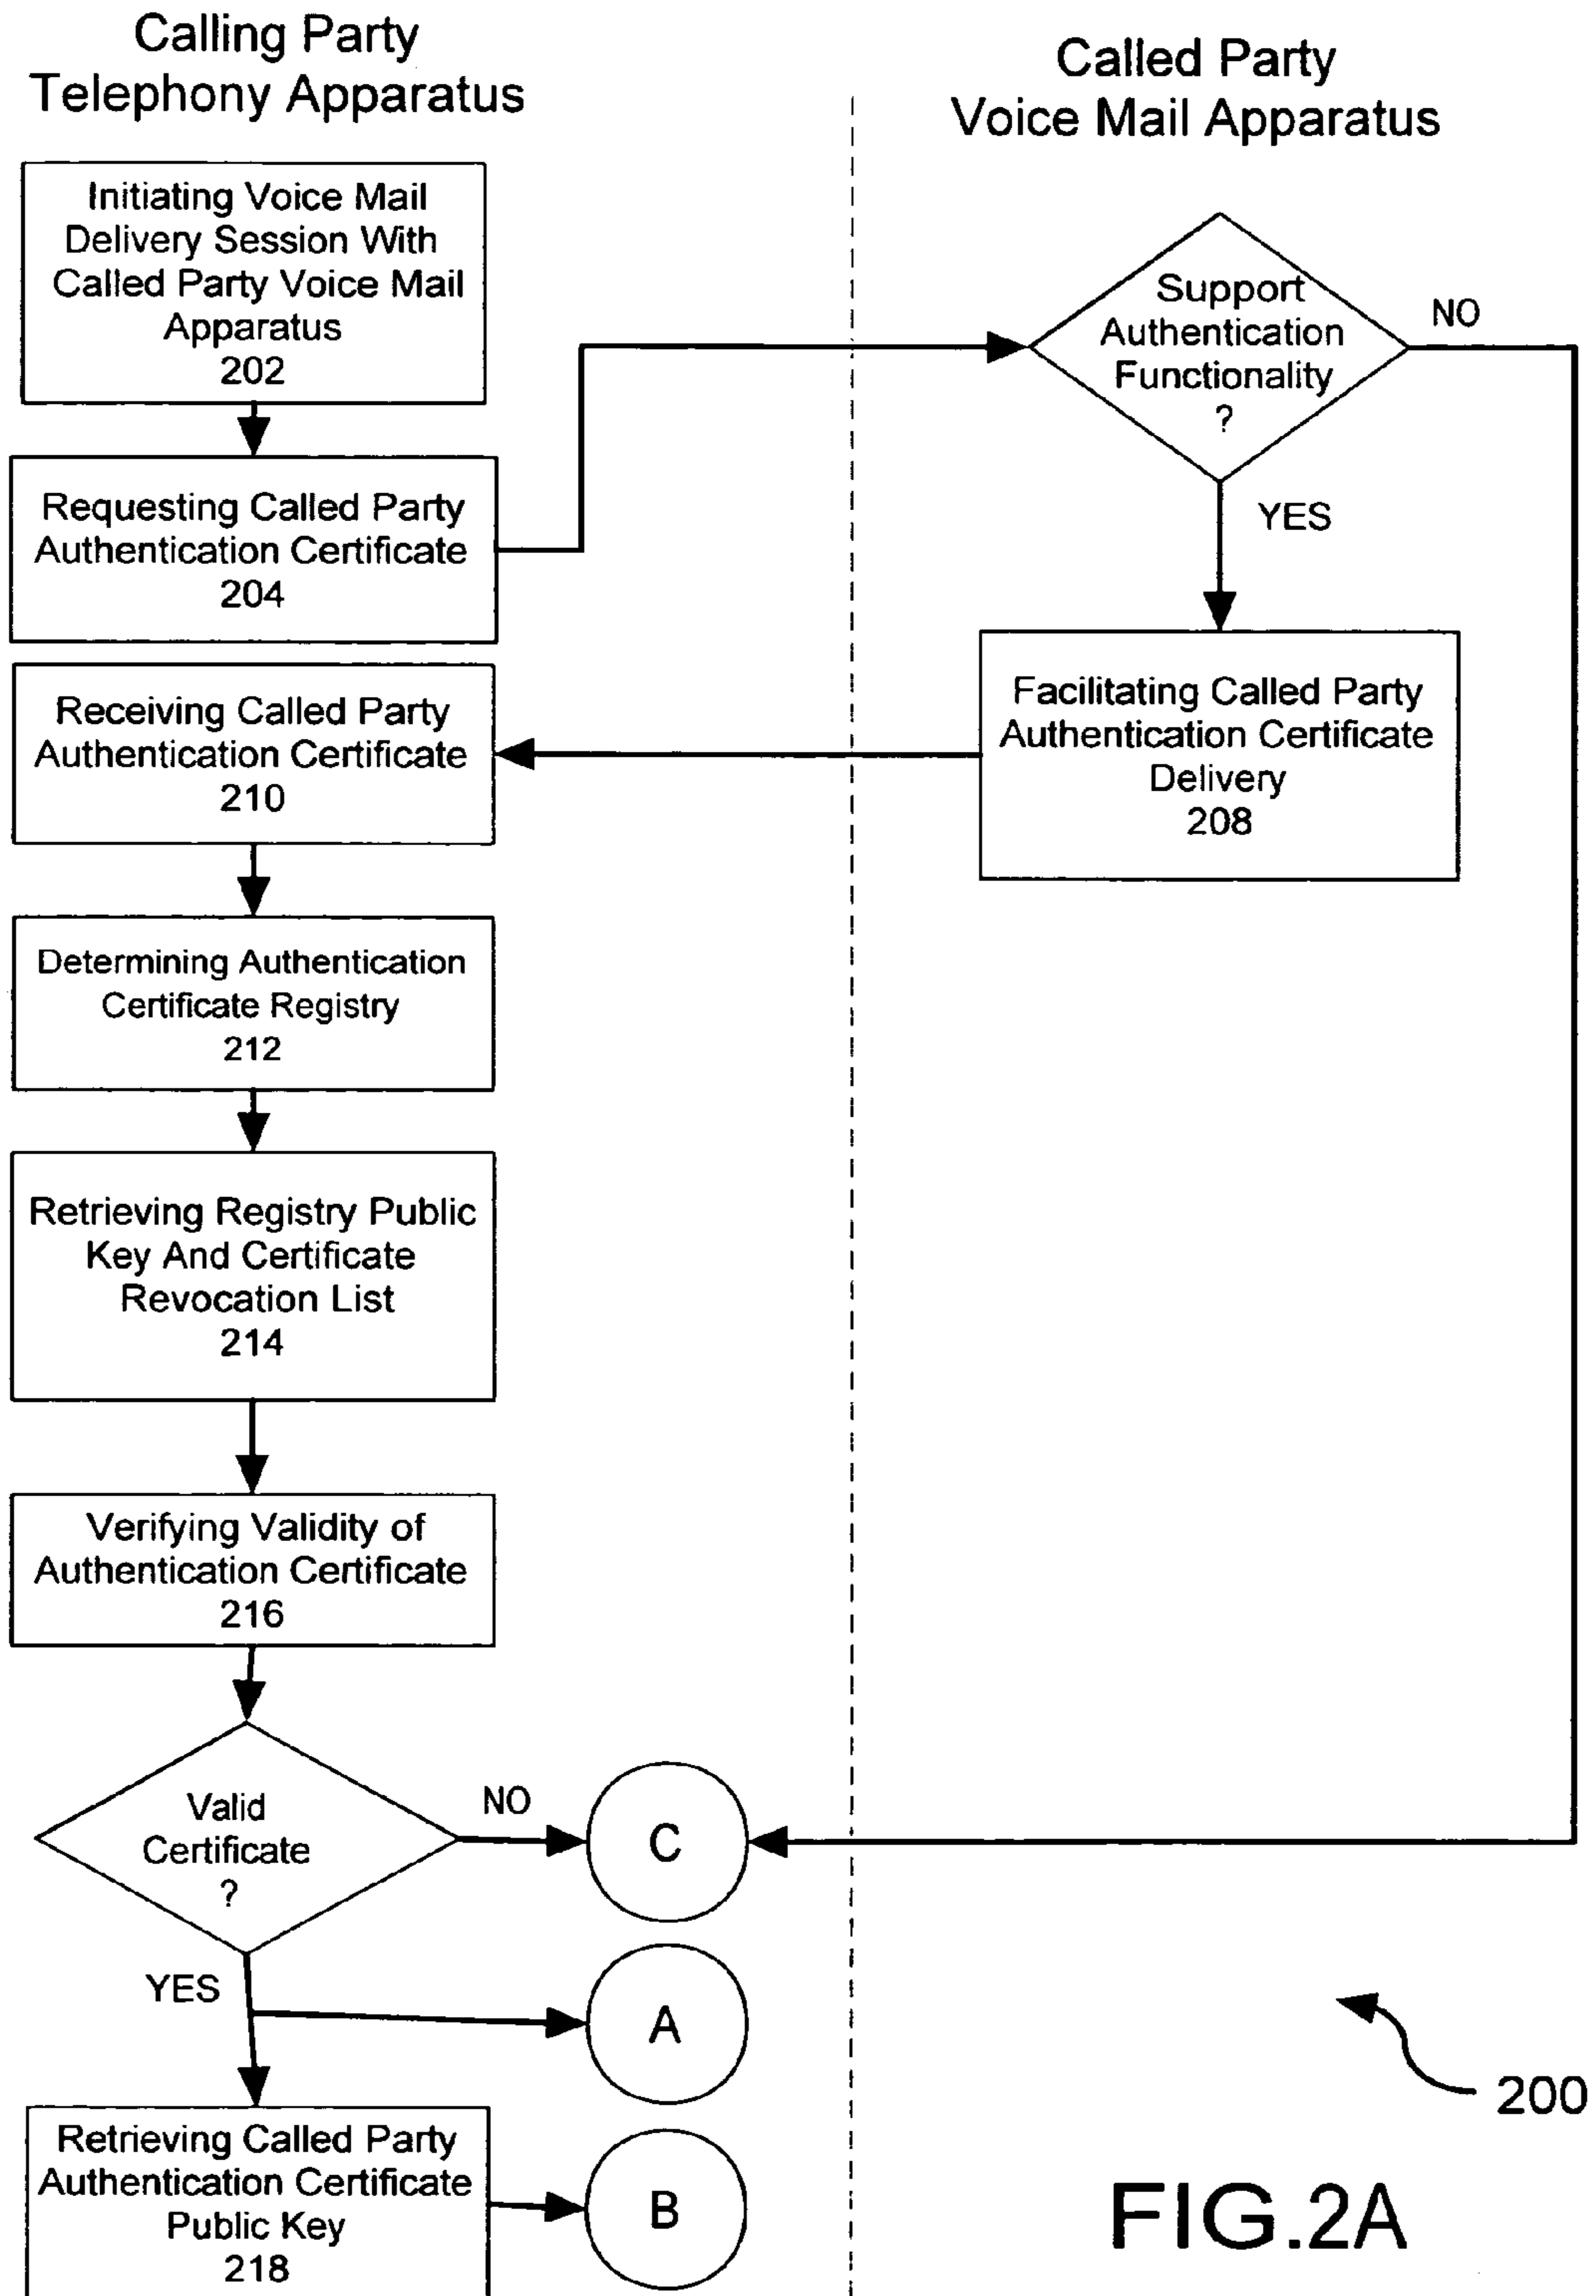 Calling Party
Telephony Apparatus
Called Party
Voice Mail Apparatus
Initiating Voice Mail
Delivery Session With
Called Party Voice Mail
Apparatus
202
Support
Authentication
Functionality
?
NO
YES
Requesting Called Party
Authentication Certificate
204
Facilitating Called Party
Authentication Certificate
Delivery
208
Receiving Called Party
Authentication Certificate
210
Determining Authentication
Certificate Registry
212
Retrieving Registry Public
Key And Certificate
Revocation List
214
Verifying Validity of
Authentication Certificate
216
Valid
Certificate
?
NO
C
YES
A
Retrieving Called Party
Authentication Certificate
Public Key
218
B
200
FIG.2A